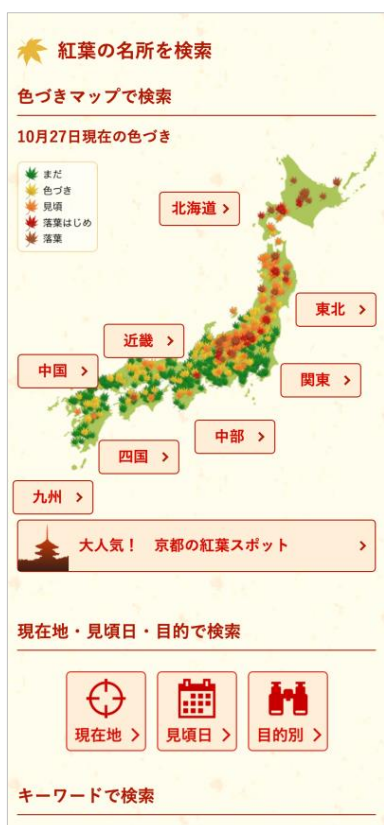 紅葉の名所を検索
色づきマップで検索
10月27日現在の色づき
まだ
色づき
見頃
落葉はじめ
落葉
北海道
東北
近畿
中国
関東
中部
四国
九州
大人気！　京都の紅葉スポット
現在地・見頃日・目的で検索
現在地
見頃日
目的別
キーワードで検索